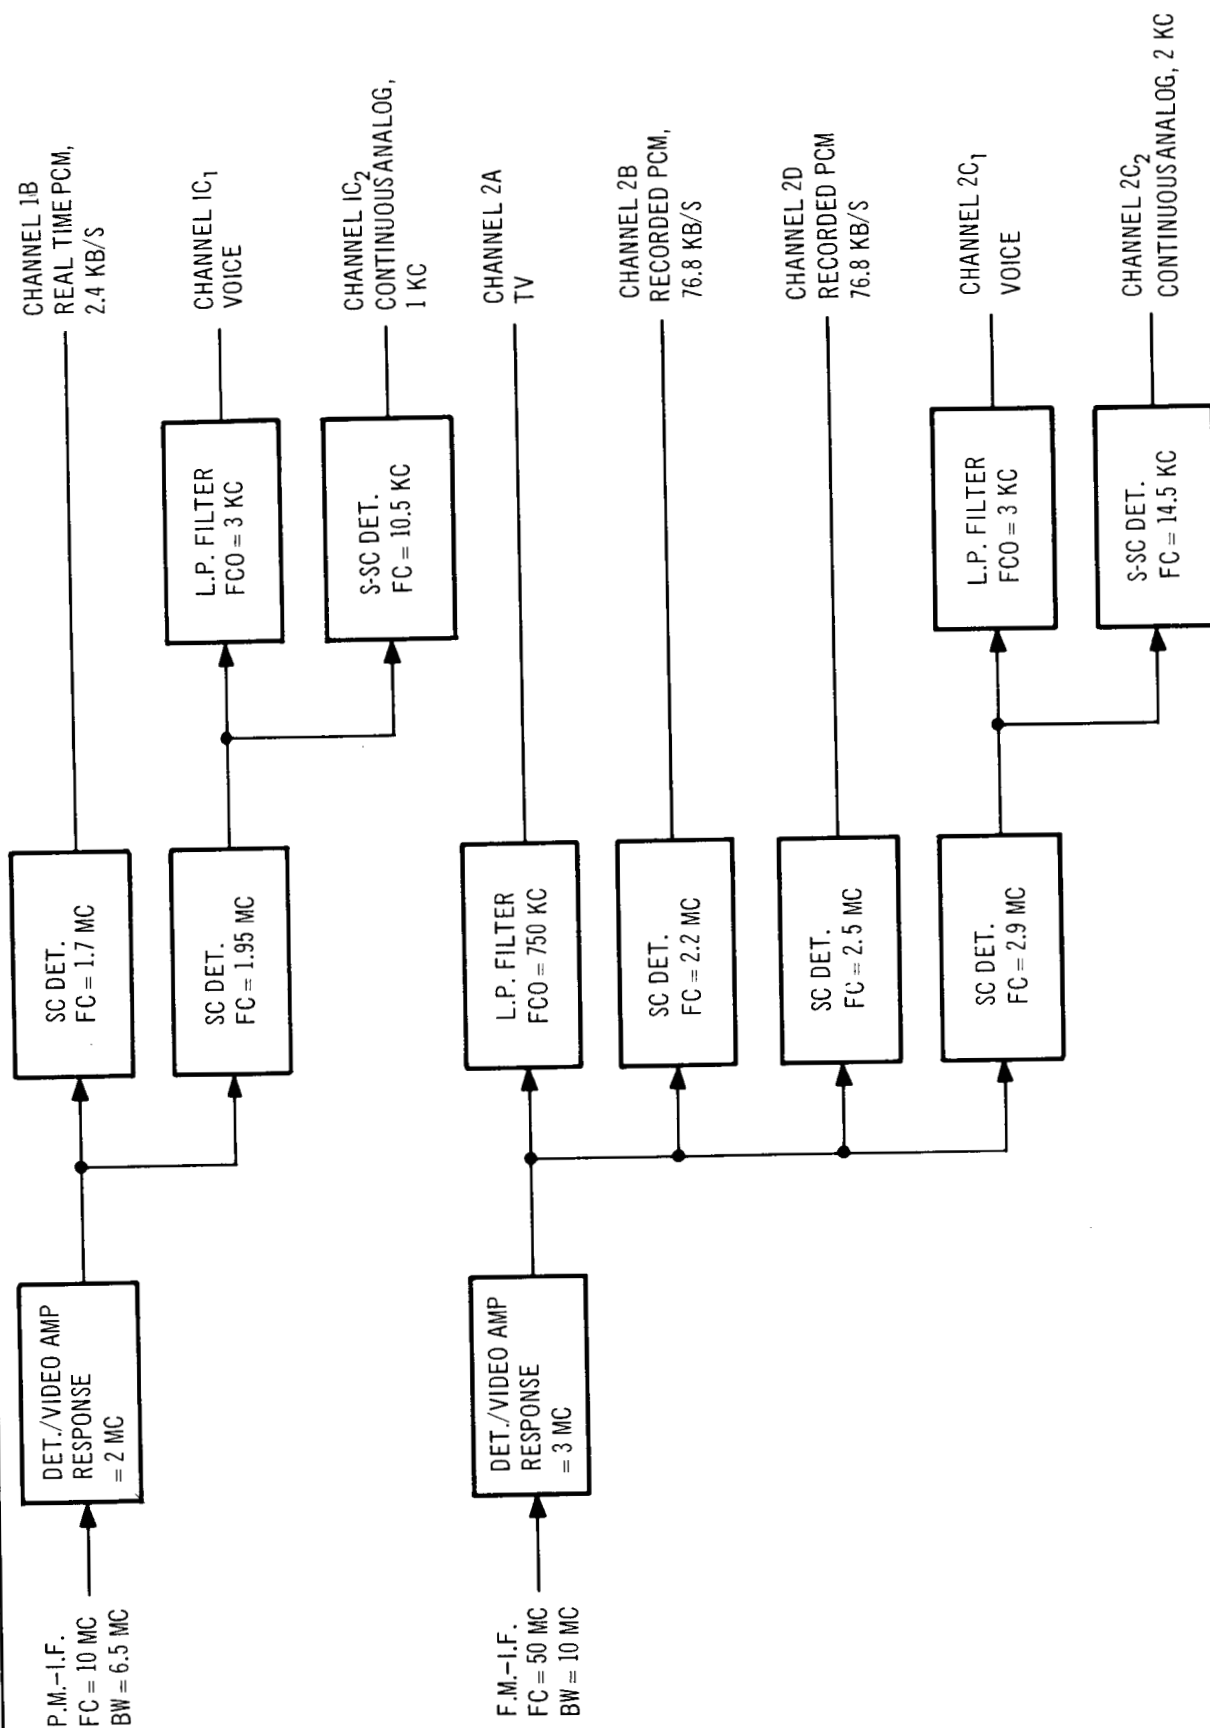 P.M.-I.F.
FC = 10 MC
BW = 6.5 MC
DET./VIDEO AMP
RESPONSE
= 2 MC
SC DET.
FC = 1.7 MC
CHANNEL 1B
REAL TIME PCM,
2.4 KB/S
SC DET.
FC = 1.95 MC
L.P. FILTER
FCO = 3 KC
CHANNEL 1C₁
VOICE
S-SC DET.
FC = 10.5 KC
CHANNEL 1C₂
CONTINUOUS ANALOG,
1 KC
F.M.-I.F.
FC = 50 MC
BW = 10 MC
DET./VIDEO AMP
RESPONSE
= 3 MC
L.P. FILTER
FCO = 750 KC
CHANNEL 2A
TV
SC DET.
FC = 2.2 MC
CHANNEL 2B
RECORDED PCM,
76.8 KB/S
SC DET.
FC = 2.5 MC
CHANNEL 2D
RECORDED PCM
76.8 KB/S
SC DET.
FC = 2.9 MC
L.P. FILTER
FCO = 3 KC
CHANNEL 2C₁
VOICE
S-SC DET.
FC = 14.5 KC
CHANNEL 2C₂
CONTINUOUS ANALOG, 2 KC